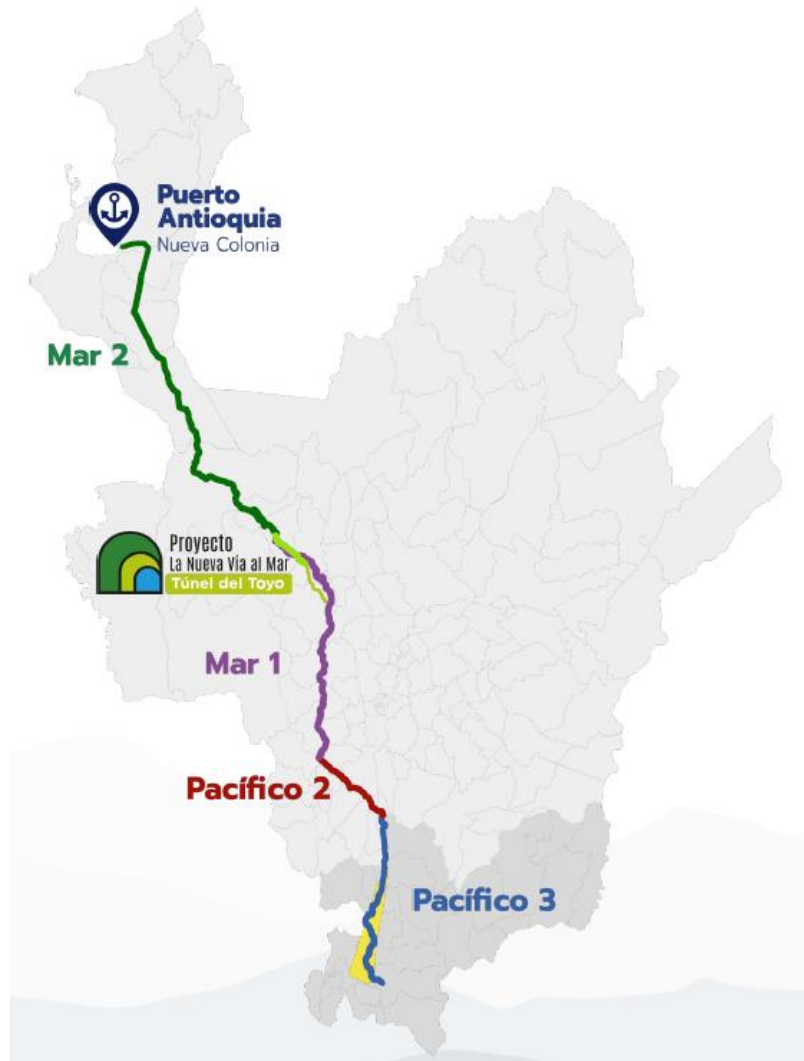 Puerto
Antioquia
Nueva Colonia
Mar 2
Proyecto
La Nueva Vía al Mar
Túnel del Toyo
Mar 1
Pacífico 2
Pacífico 3